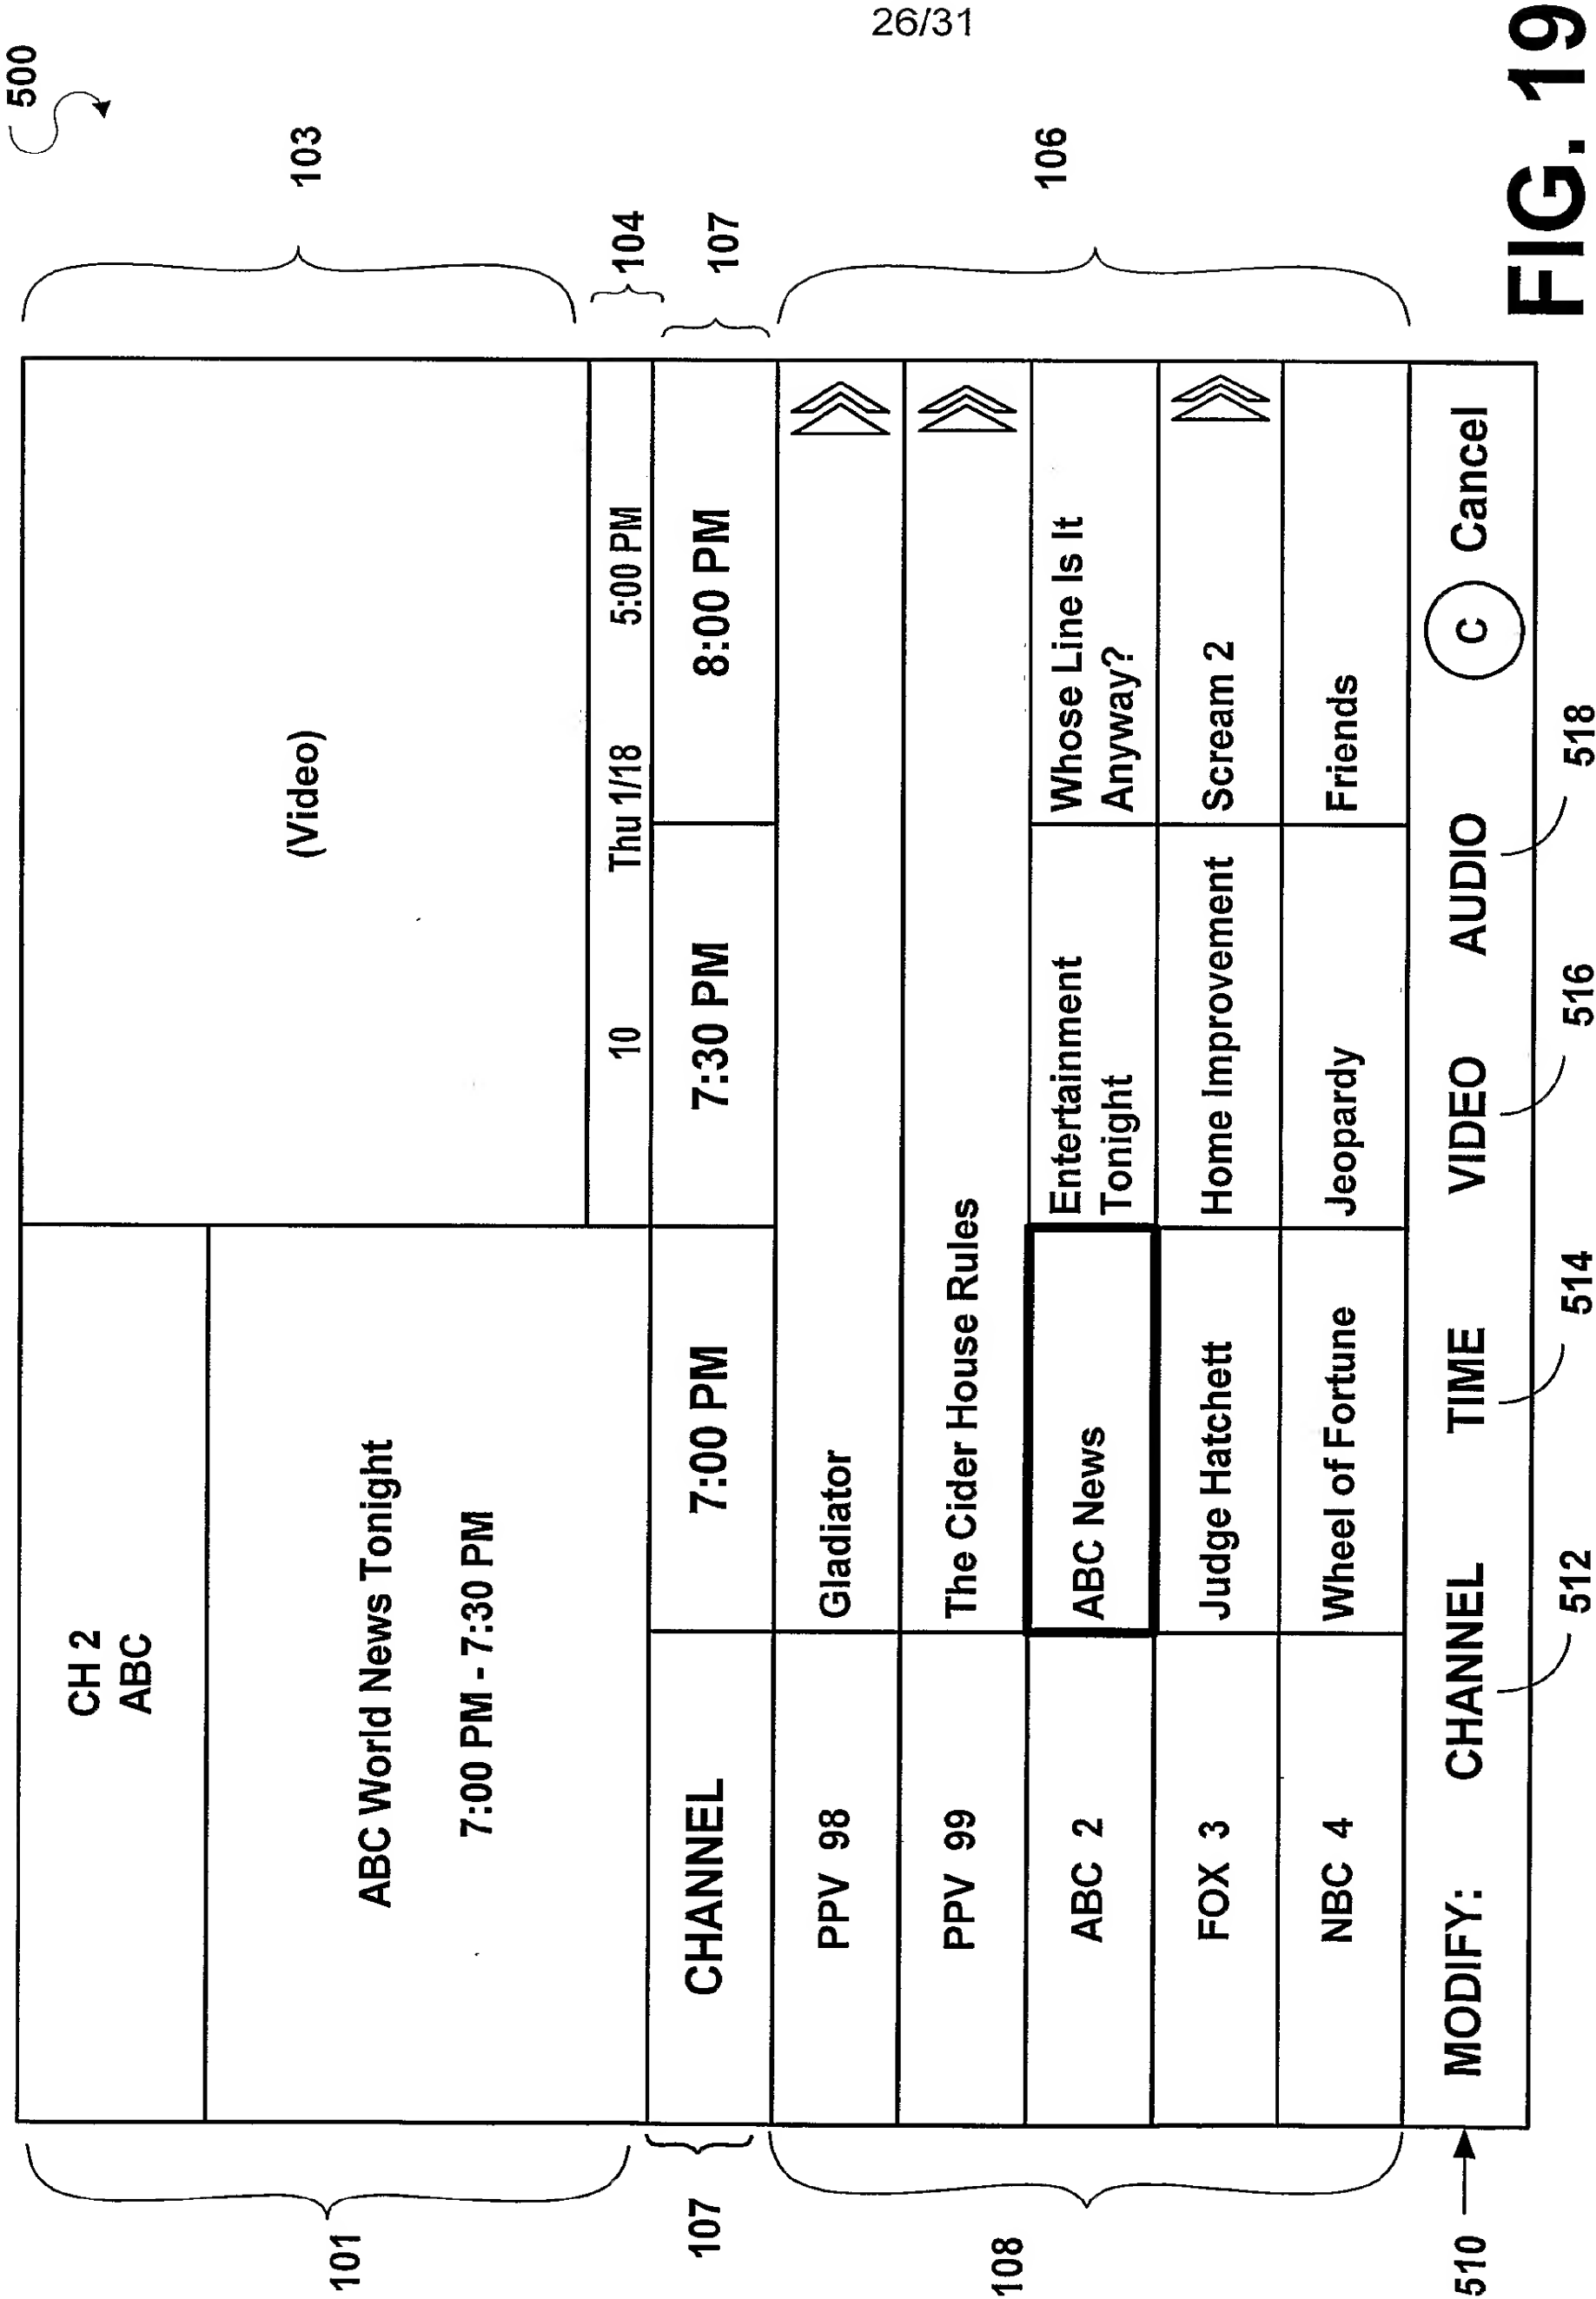 26/31
500
CH 2
ABC
(Video)
103
101
ABC World News Tonight
7:00 PM - 7:30 PM
10 Thu 1/18 5:00 PM
104
107
CHANNEL 7:00 PM 7:30 PM 8:00 PM
107
108
106
PPV 98 Gladiator
PPV 99 The Cider House Rules
ABC 2 ABC News Entertainment Tonight Whose Line Is It Anyway?
FOX 3 Judge Hatchett Home Improvement Scream 2
NBC 4 Wheel of Fortune Jeopardy Friends
510
MODIFY: CHANNEL TIME VIDEO AUDIO C Cancel
512 514 516 518
FIG. 19